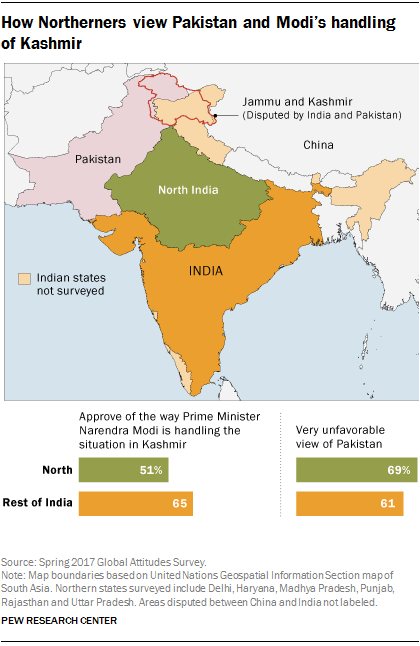 How Northerners view Pakistan and Modi's handling
of Kashmir
Jammu and Kashmir
(Disputed by India and Pakistan)
China
Pakistan
North India
INDIA
Indian states
not surveyed
Approve of the way Prime Minister
Narendra Modi is handling the
situation in Kashmir
Very unfavorable
view of Pakistan
North 51% 69%
Rest of India 65 61
Source: Spring 2017 Global Attitudes Survey.
Note: Map boundaries based on United Nations Geospatial Information Section map of
South Asia. Northern states surveyed include Delhi, Haryana, Madhya Pradesh, Punjab,
Rajasthan and Uttar Pradesh. Areas disputed between China and India not labeled.
PEW RESEARCH CENTER